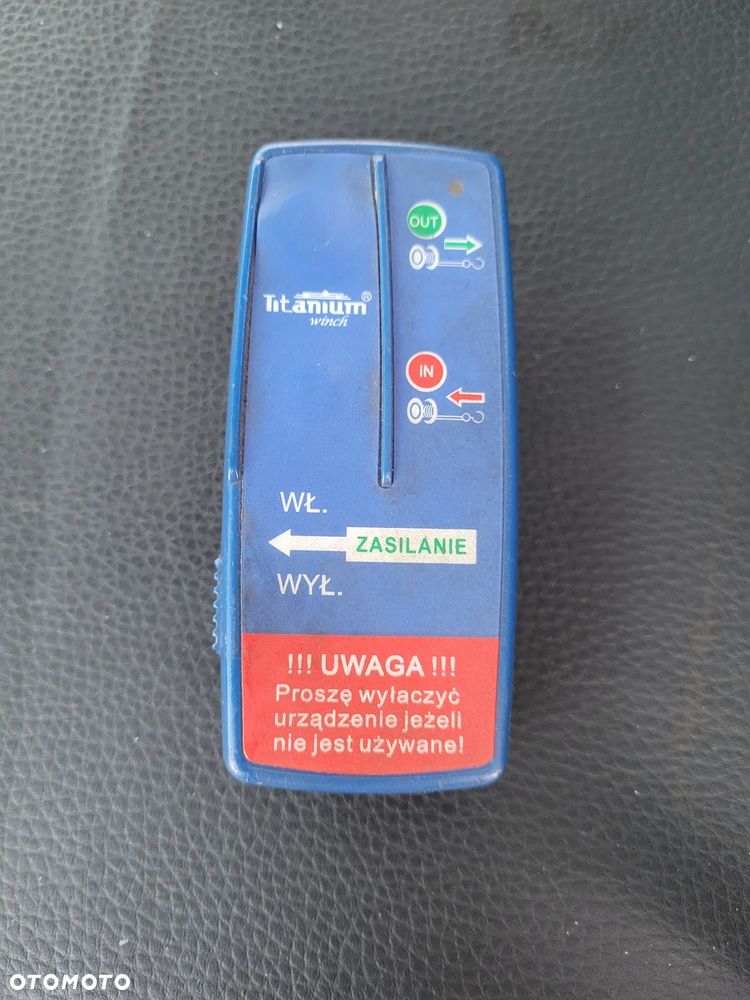 OUT
Titanium®
winch
IN
WŁ.
ZASILANIE
WYŁ.
!!! UWAGA !!!
Proszę wyłaczyć
urządzenie jeżeli
nie jest używane!
OTOMOTO